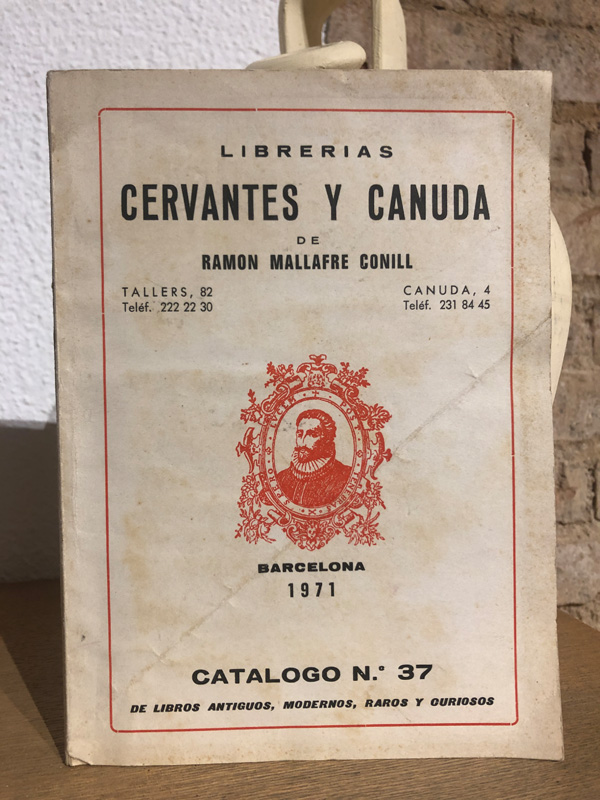 LIBRERIAS
CERVANTES Y CANUDA
DE
RAMON MALLAFRE CONILL
TALLERS, 82
Teléf. 222 22 30
CANUDA, 4
Teléf. 231 84 45
POST
BARCELONA
1971
CATALOGO N.° 37
DE LIBROS ANTIGUOS, MODERNOS, RAROS Y CURIOSOS